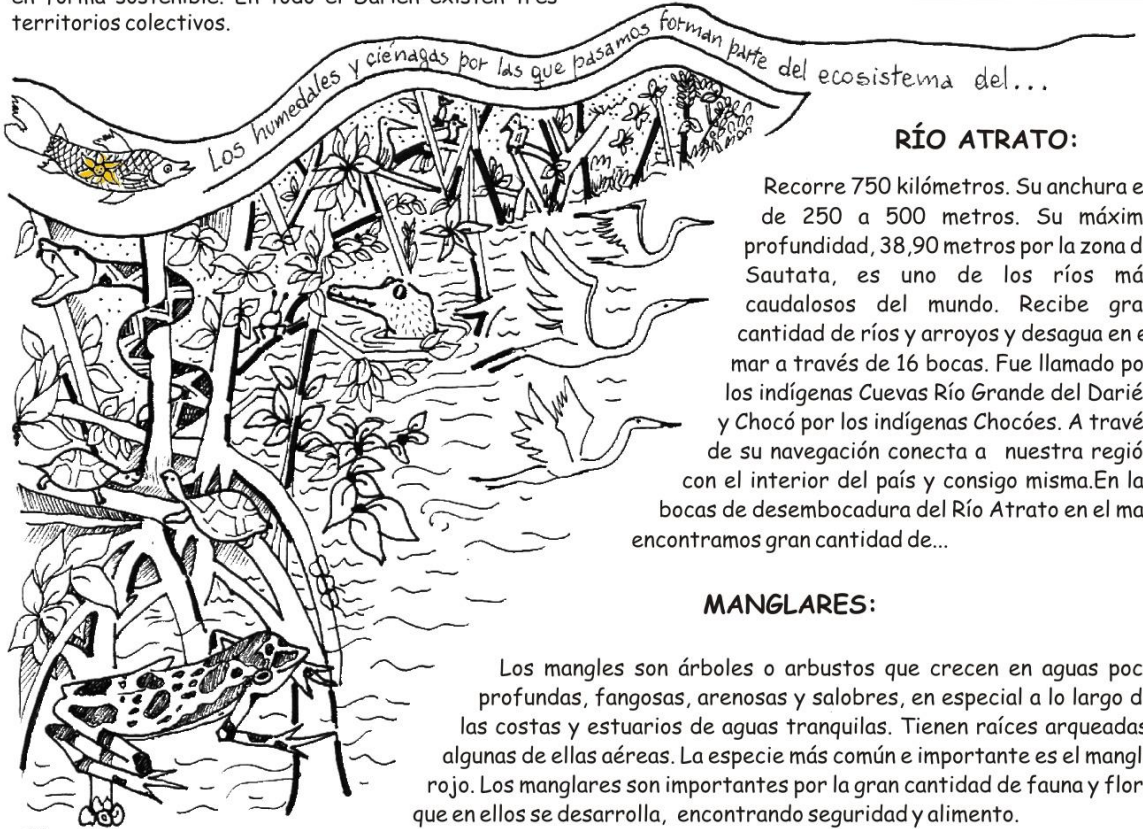 en forma sostenible. En todo el Darién existen tres
territorios colectivos.
Los humedales y ciénagas por las que pasamos forman parte del ecosistema del...
RÍO ATRATO:
Recorre 750 kilómetros. Su anchura e
de 250 a 500 metros. Su máxim
profundidad, 38,90 metros por la zona d
Sautata, es uno de los ríos má
caudalosos del mundo. Recibe gra
cantidad de ríos y arroyos y desagua en e
mar a través de 16 bocas. Fue llamado po
los indígenas Cuevas Río Grande del Darié
y Chocó por los indígenas Chocóes. A travé
de su navegación conecta a nuestra regió
con el interior del país y consigo misma.En la
bocas de desembocadura del Río Atrato en el ma
encontramos gran cantidad de...
MANGLARES:
Los mangles son árboles o arbustos que crecen en aguas poc
profundas, fangosas, arenosas y salobres, en especial a lo largo d
las costas y estuarios de aguas tranquilas. Tienen raíces arqueadas
algunas de ellas aéreas. La especie más común e importante es el mangl
rojo. Los manglares son importantes por la gran cantidad de fauna y flor
que en ellos se desarrolla, encontrando seguridad y alimento.